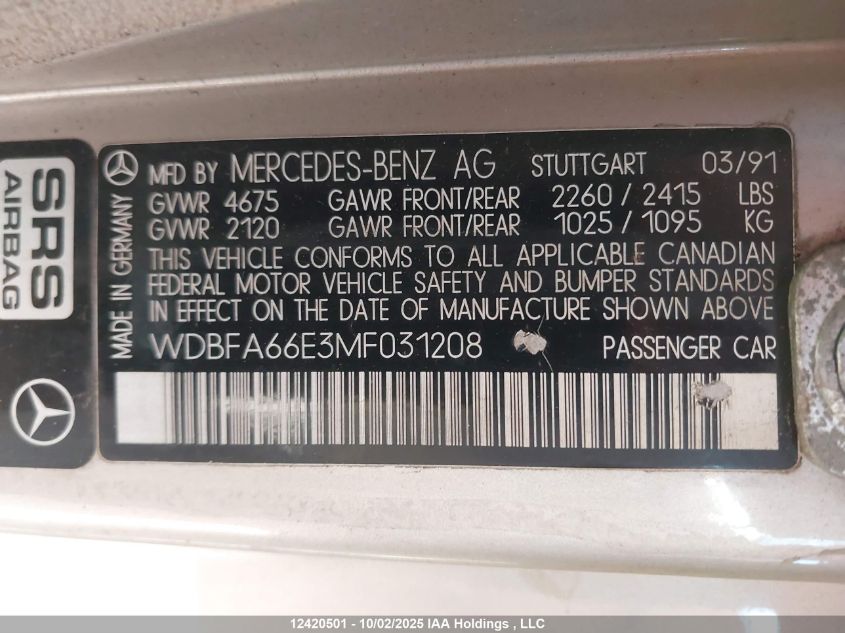 SRS
AIRBAG
MADE IN GERMANY
MFD BY MERCEDES-BENZ AG STUTTGART 03/91
GVWR 4675 GAWR FRONT/REAR 2260 / 2415 LBS
GVWR 2120 GAWR FRONT/REAR 1025 / 1095 KG
THIS VEHICLE CONFORMS TO ALL APPLICABLE CANADIAN
FEDERAL MOTOR VEHICLE SAFETY AND BUMPER STANDARDS
IN EFFECT ON THE DATE OF MANUFACTURE SHOWN ABOVE
WDBFA66E3MF031208 PASSENGER CAR
12420501 - 10/02/2025 IAA Holdings , LLC